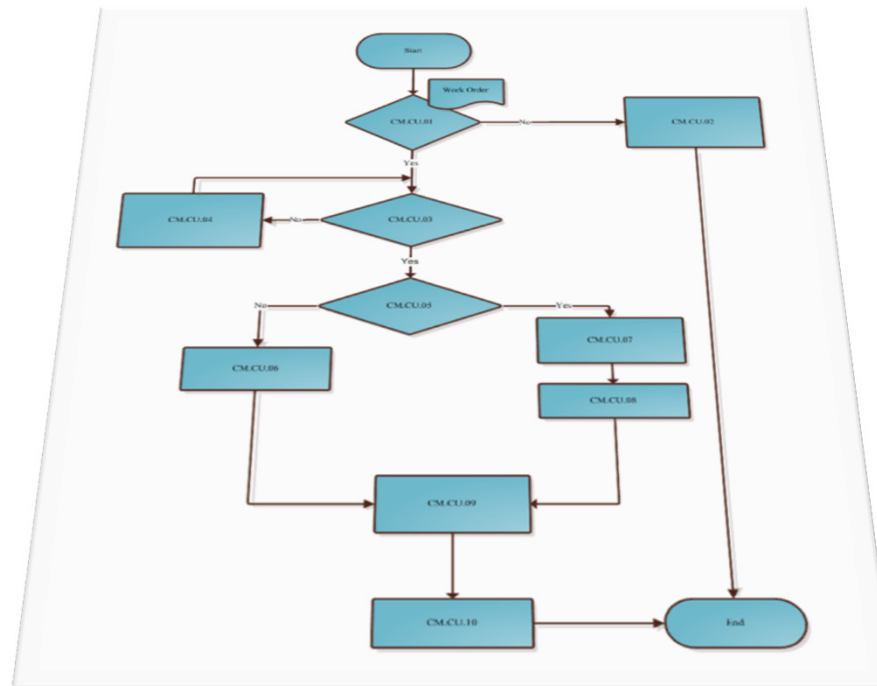 Start
Work Order
CM.CU.01
No
CM.CU.02
Yes
CM.CU.03
No
CM.CU.04
Yes
CM.CU.05
No
Yes
CM.CU.06
CM.CU.07
CM.CU.08
CM.CU.09
CM.CU.10
End